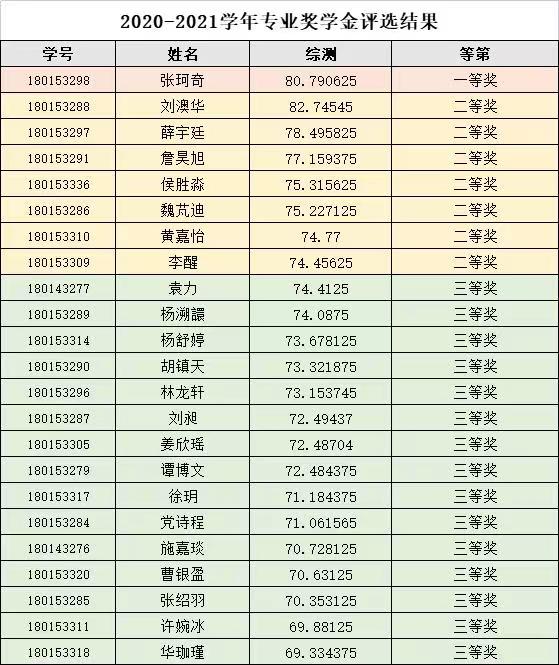 2020-2021学年专业奖学金评选结果
学号 姓名 综测 等第
180153298 张珂奇 80.790625 一等奖
180153288 刘澳华 82.74545 二等奖
180153297 薛宇廷 78.495825 二等奖
180153291 詹昊旭 77.159375 二等奖
180153336 侯胜淼 75.315625 二等奖
180153286 魏芃迪 75.227125 二等奖
180153310 黄嘉怡 74.77 二等奖
180153309 李醒 74.45625 二等奖
180143277 袁力 74.4125 三等奖
180153289 杨溯譞 74.0875 三等奖
180153314 杨舒婷 73.678125 三等奖
180153290 胡镇天 73.321875 三等奖
180153296 林龙轩 73.153745 三等奖
180153287 刘昶 72.49437 三等奖
180153305 姜欣瑶 72.48704 三等奖
180153279 谭博文 72.484375 三等奖
180153317 徐玥 71.184375 三等奖
180153284 党诗程 71.061565 三等奖
180143276 施嘉琰 70.728125 三等奖
180153320 曹银盈 70.63125 三等奖
180153285 张绍羽 70.353125 三等奖
180153311 许婉冰 69.88125 三等奖
180153318 华珈瑾 69.334375 三等奖